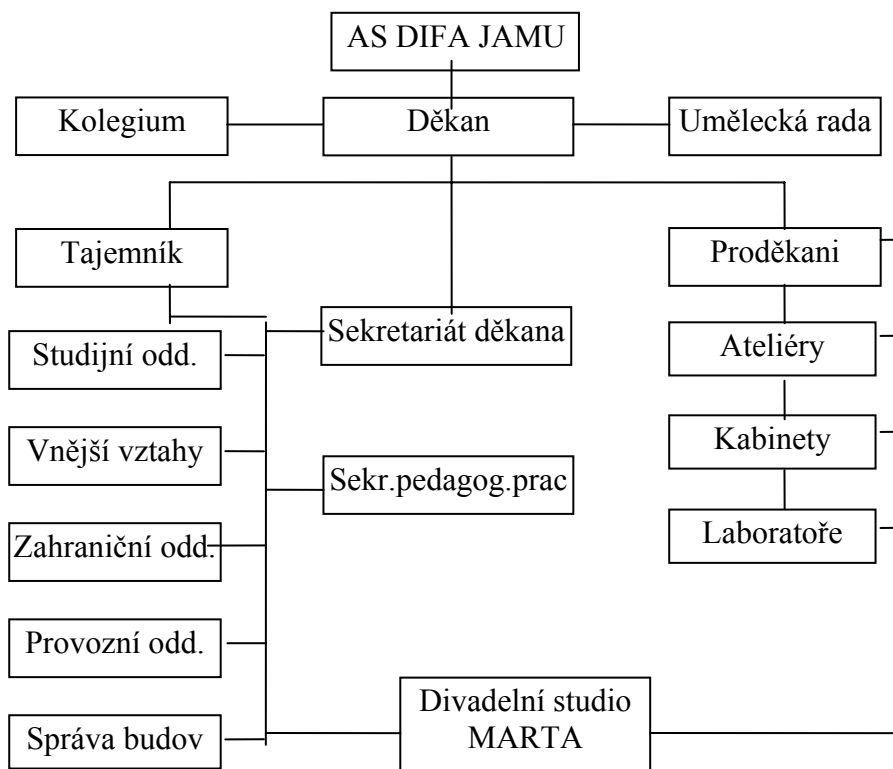 AS DIFA JAMU
Kolegium
Děkan
Umělecká rada
Tajemník
Proděkani
Sekretariát děkana
Studijní odd.
Ateliéry
Vnější vztahy
Kabinety
Sekr.pedagog.prac
Zahraniční odd.
Laboratoře
Provozní odd.
Divadelní studio
MARTA
Správa budov